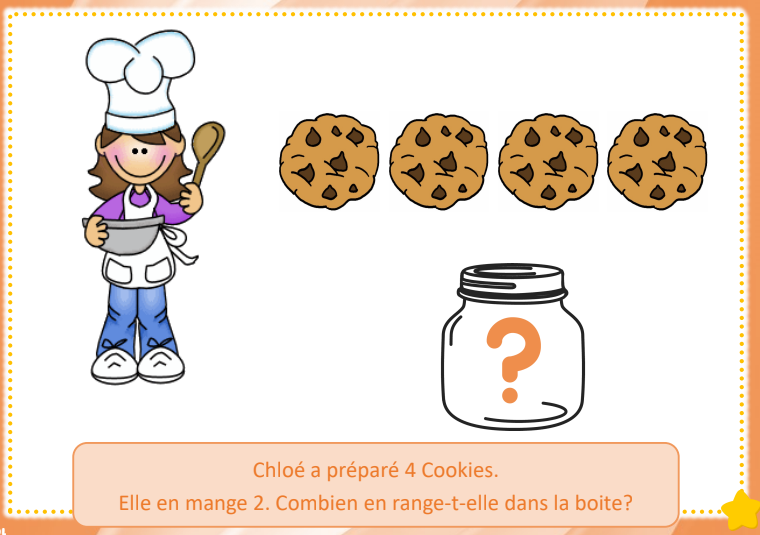 ?
Chloé a préparé 4 Cookies.
Elle en mange 2. Combien en range-t-elle dans la boite?